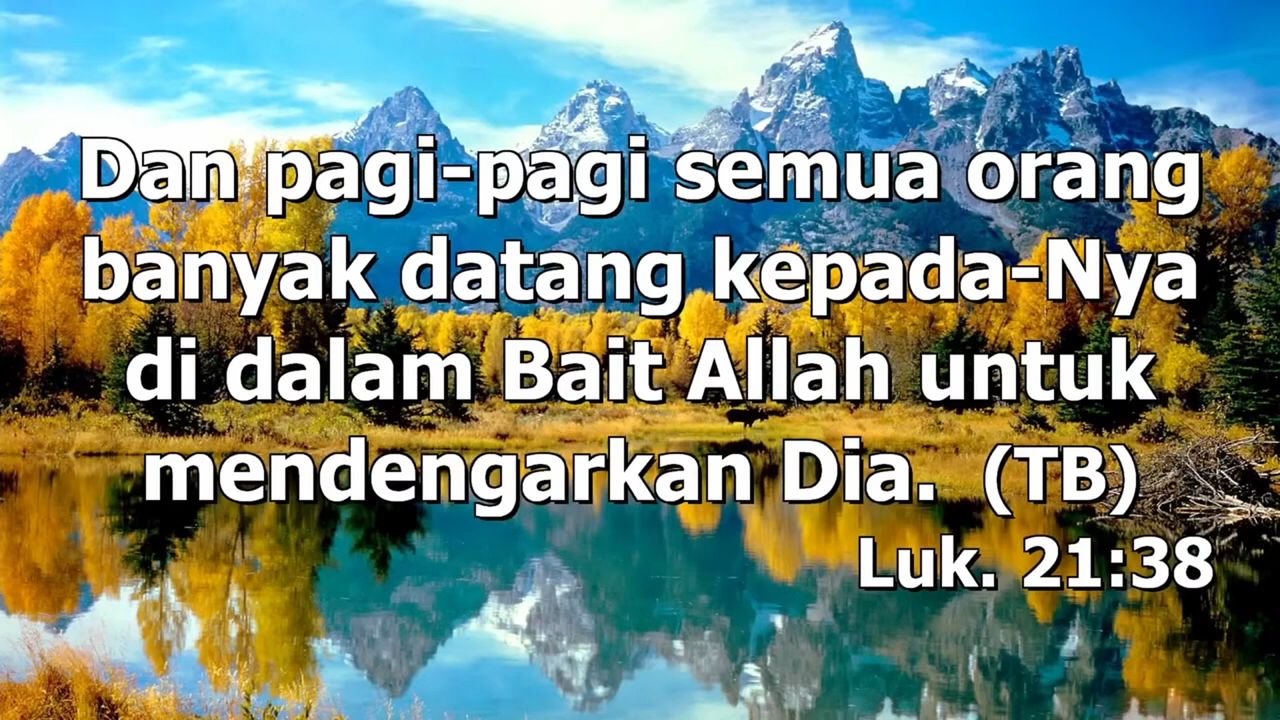 Dan pagi-pagi semua orang
banyak datang kepada-Nya
di dalam Bait Allah untuk
mendengarkan Dia.  (TB)
Luk. 21:38